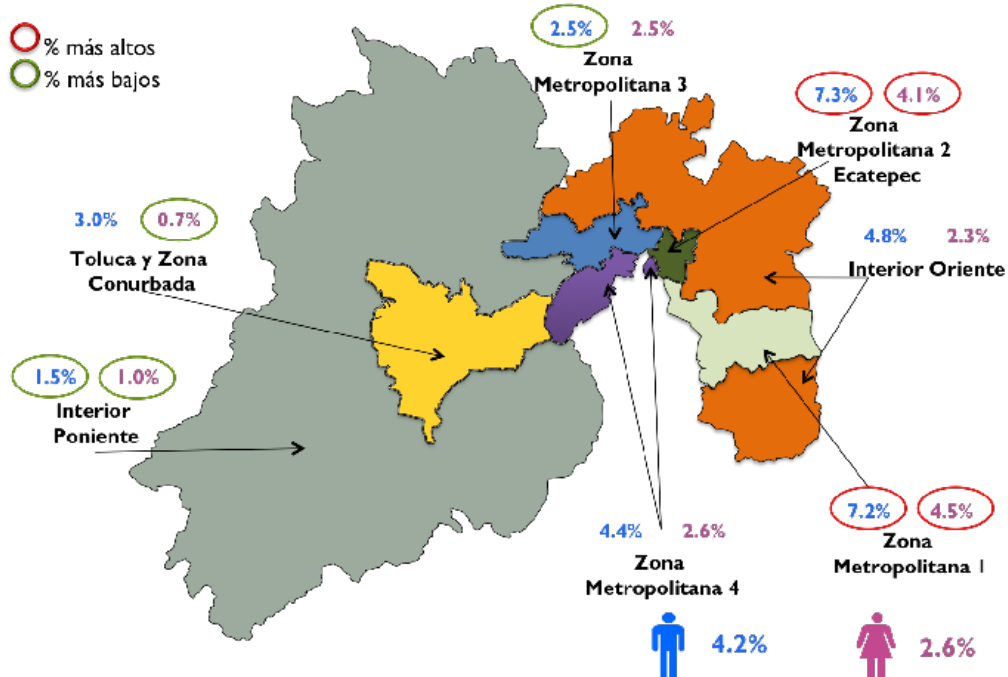 % más altos
% más bajos
2.5% 2.5%
Zona
Metropolitana 3
7.3% 4.1%
Zona
Metropolitana 2
Ecatepec
3.0% 0.7%
Toluca y Zona
Conurbada
4.8% 2.3%
Interior Oriente
1.5% 1.0%
Interior
Poniente
4.4% 2.6%
Zona
Metropolitana 4
7.2% 4.5%
Zona
Metropolitana 1
4.2% 2.6%